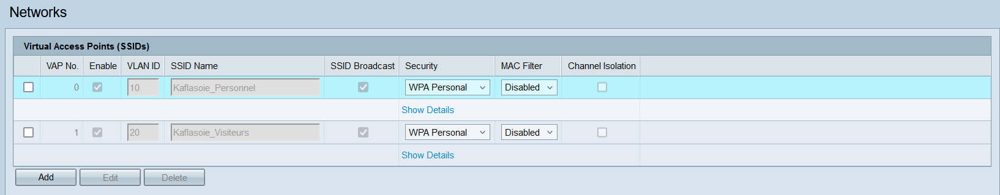 Networks
Virtual Access Points (SSIDs)
VAP No. Enable VLAN ID SSID Name SSID Broadcast Security MAC Filter Channel Isolation
0 10 Kaflasoie_Personnel WPA Personal Disabled
Show Details
1 20 Kaflasoie_Visiteurs WPA Personal Disabled
Show Details
Add Edit Delete